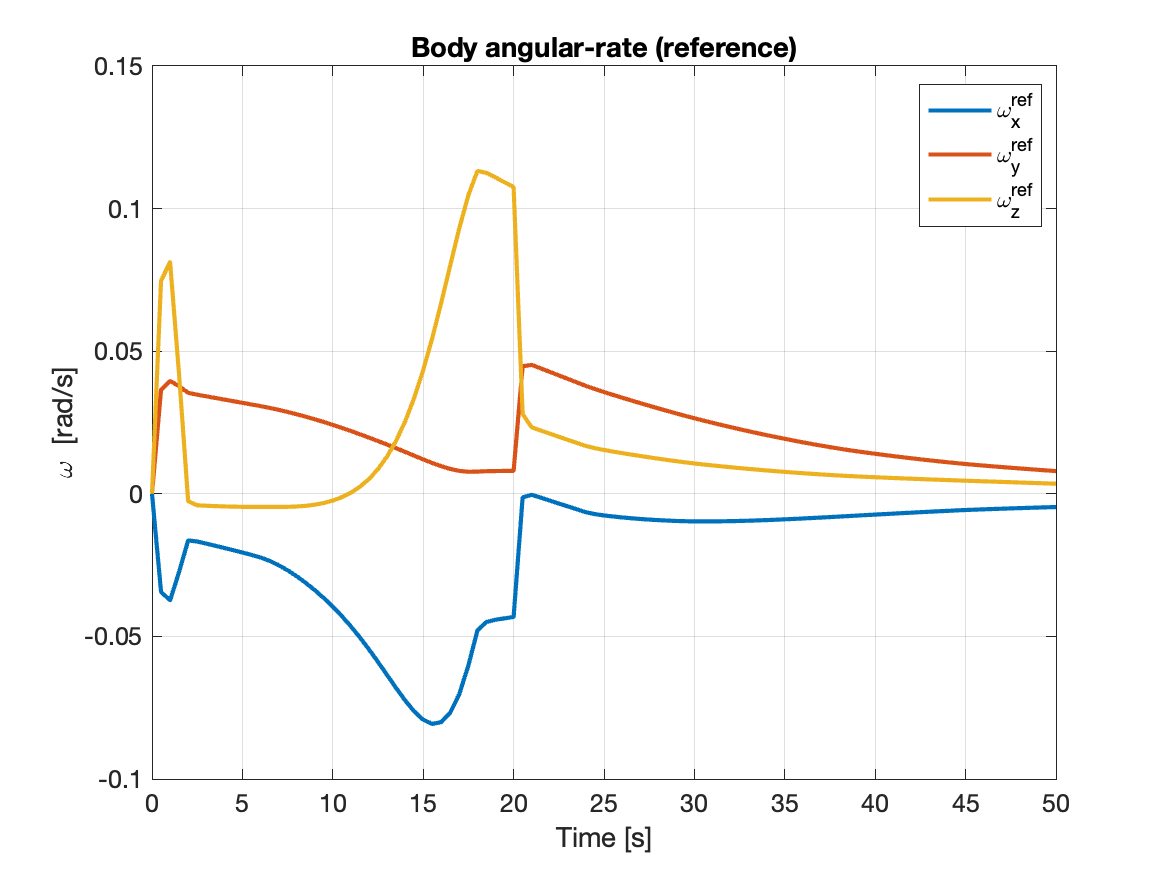 Body angular-rate (reference)
0.15
0.1
0.05
0
-0.05
-0.1
ω [rad/s]
0 5 10 15 20 25 30 35 40 45 50
Time [s]
ω_x^ref
ω_y^ref
ω_z^ref